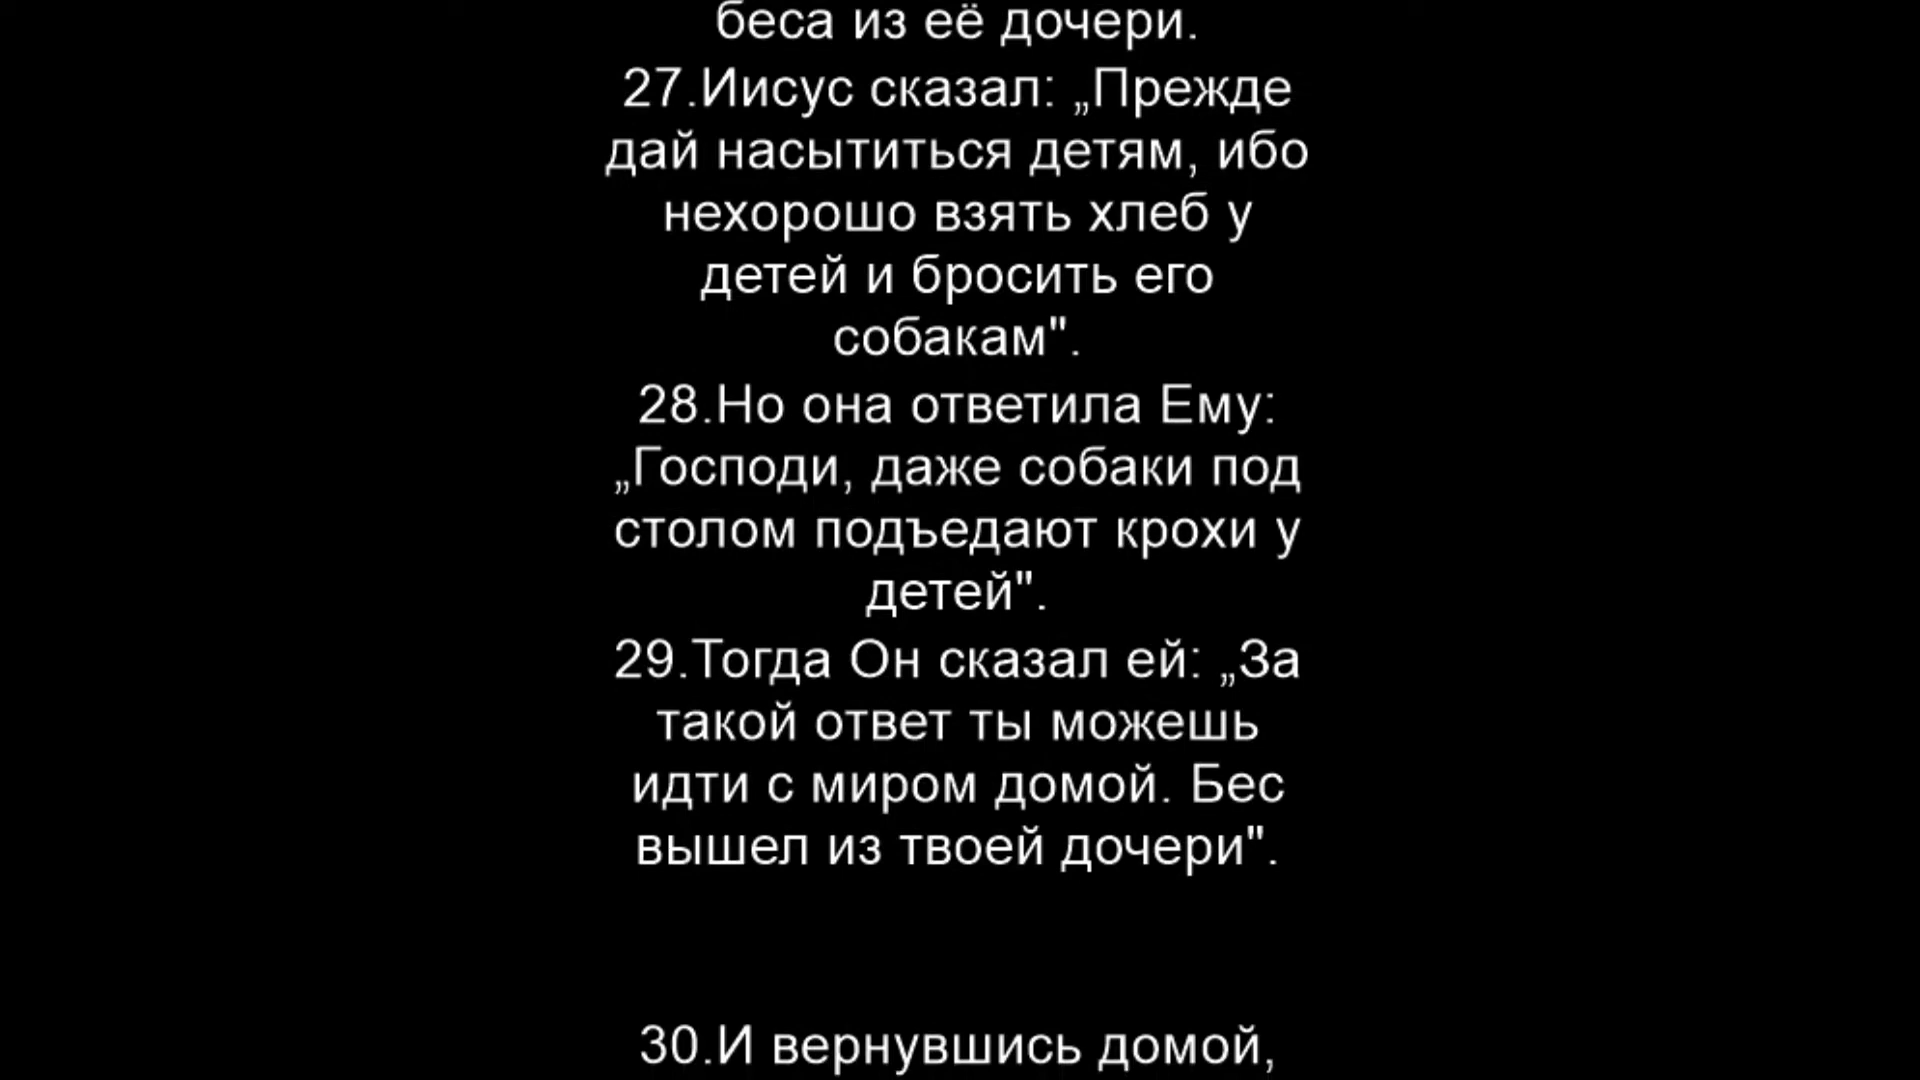 беса из её дочери.
27.Иисус сказал: „Прежде
дай насытиться детям, ибо
нехорошо взять хлеб у
детей и бросить его
собакам".
28.Но она ответила Ему:
„Господи, даже собаки под
столом подъедают крохи у
детей".
29.Тогда Он сказал ей: „За
такой ответ ты можешь
идти с миром домой. Бес
вышел из твоей дочери".
30.И вернувшись домой,